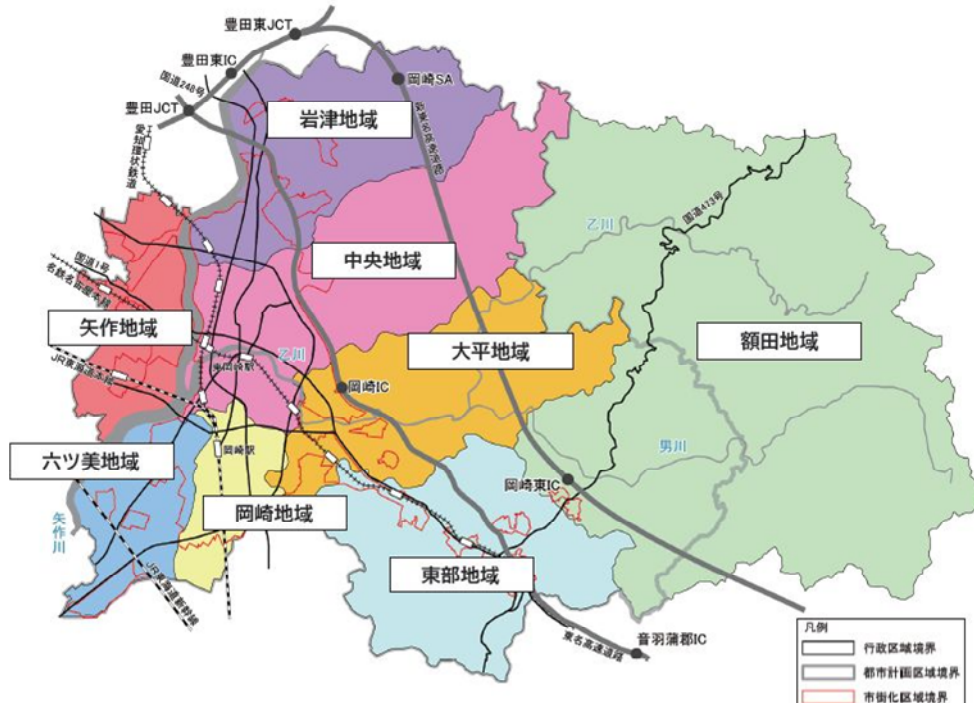 豊田東JCT
豊田東IC
国道248号
岡崎SA
豊田JCT
岩津地域
新東名高速道路
愛知環状鉄道
国道473号
乙川
中央地域
国道1号
名鉄名古屋本線
矢作地域
大平地域
額田地域
乙川
東岡崎駅
JR東海道本線
岡崎IC
六ツ美地域
岡崎駅
男川
岡崎東IC
岡崎地域
矢作川
東部地域
JR東海道新幹線
東名高速道路
音羽蒲郡IC
凡例
行政区域境界
都市計画区域境界
市街化区域境界